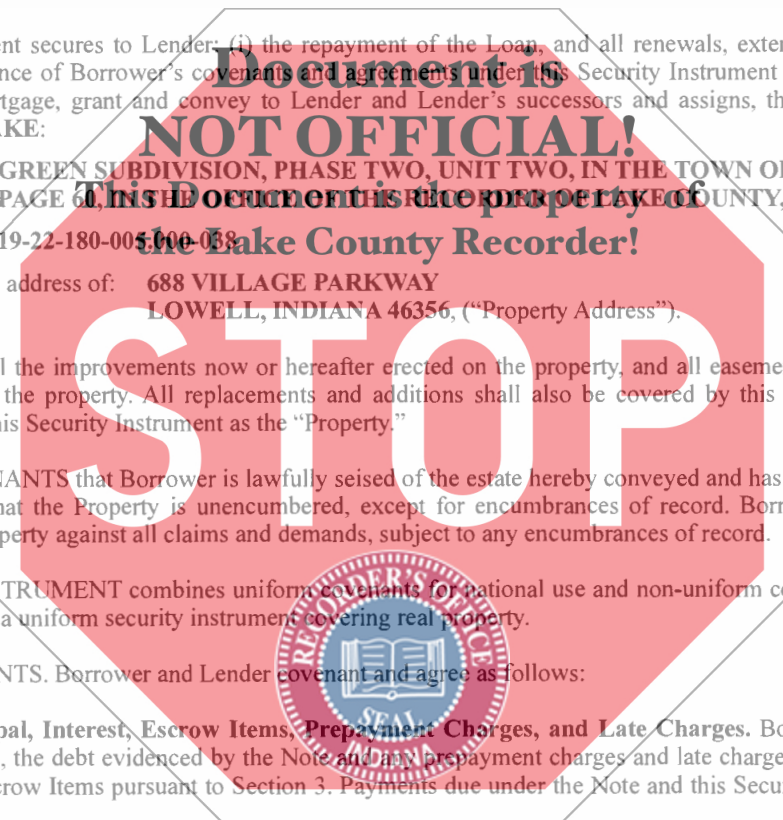 ent secures to Lender: (i) the repayment of the Loan, and all renewals, exten
nce of Borrower's covenants and agreements under this Security Instrument
rtgage, grant and convey to Lender and Lender's successors and assigns, th
AKE:
Document is
NOT OFFICIAL!
This Document is the property of
the Lake County Recorder!
GREEN SUBDIVISION, PHASE TWO, UNIT TWO, IN THE TOWN OF
PAGE 60, IN THE OFFICE OF THE RECORDER OF LAKE COUNTY,
19-22-180-005.000-038
address of: 688 VILLAGE PARKWAY
LOWELL, INDIANA 46356, ("Property Address").
STOP
l the improvements now or hereafter erected on the property, and all easeme
the property. All replacements and additions shall also be covered by this
his Security Instrument as the "Property."
NANTS that Borrower is lawfully seised of the estate hereby conveyed and has
hat the Property is unencumbered, except for encumbrances of record. Borr
perty against all claims and demands, subject to any encumbrances of record.
TRUMENT combines uniform covenants for national use and non-uniform co
a uniform security instrument covering real property.
NTS. Borrower and Lender covenant and agree as follows:
RECORDER'S OFFICE
SEAL
INDIANA
pal, Interest, Escrow Items, Prepayment Charges, and Late Charges. Bo
, the debt evidenced by the Note and any prepayment charges and late charge
crow Items pursuant to Section 3. Payments due under the Note and this Secu